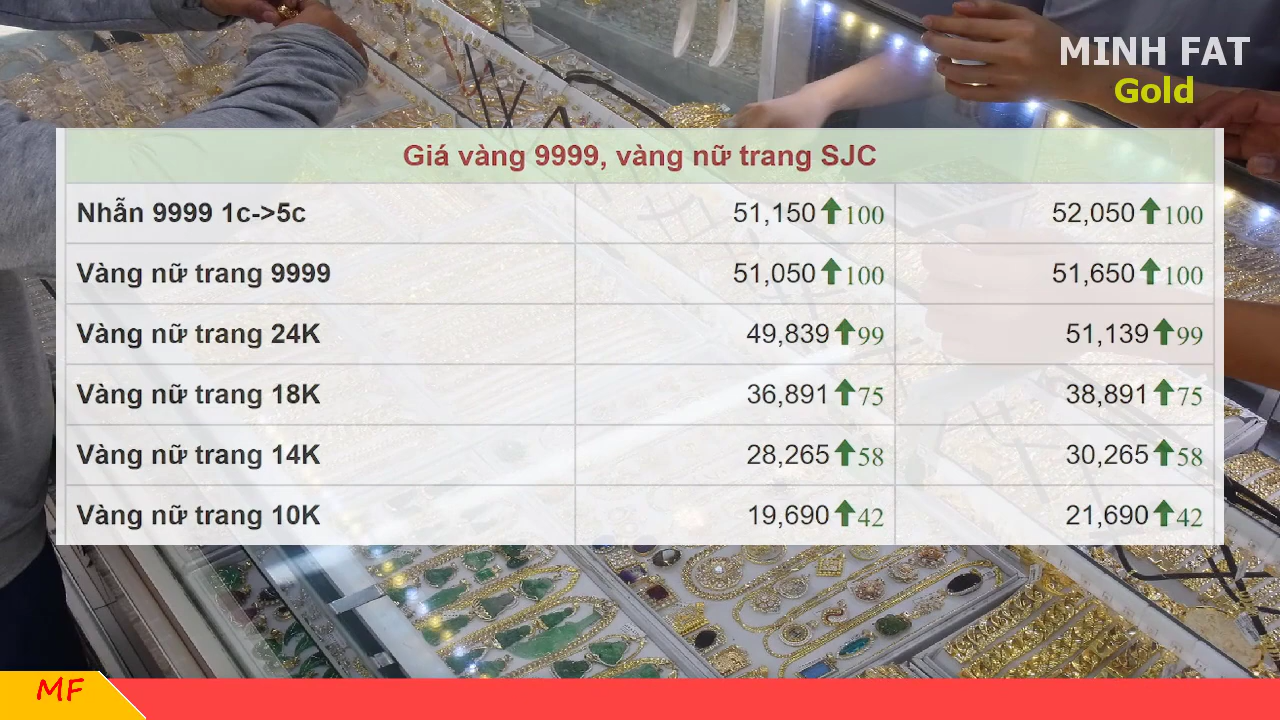 MINH FAT
Gold
Giá vàng 9999, vàng nữ trang SJC
Nhẫn 9999 1c->5c 51,150 ⬆100 52,050 ⬆100
Vàng nữ trang 9999 51,050 ⬆100 51,650 ⬆100
Vàng nữ trang 24K 49,839 ⬆99 51,139 ⬆99
Vàng nữ trang 18K 36,891 ⬆75 38,891 ⬆75
Vàng nữ trang 14K 28,265 ⬆58 30,265 ⬆58
Vàng nữ trang 10K 19,690 ⬆42 21,690 ⬆42
MF